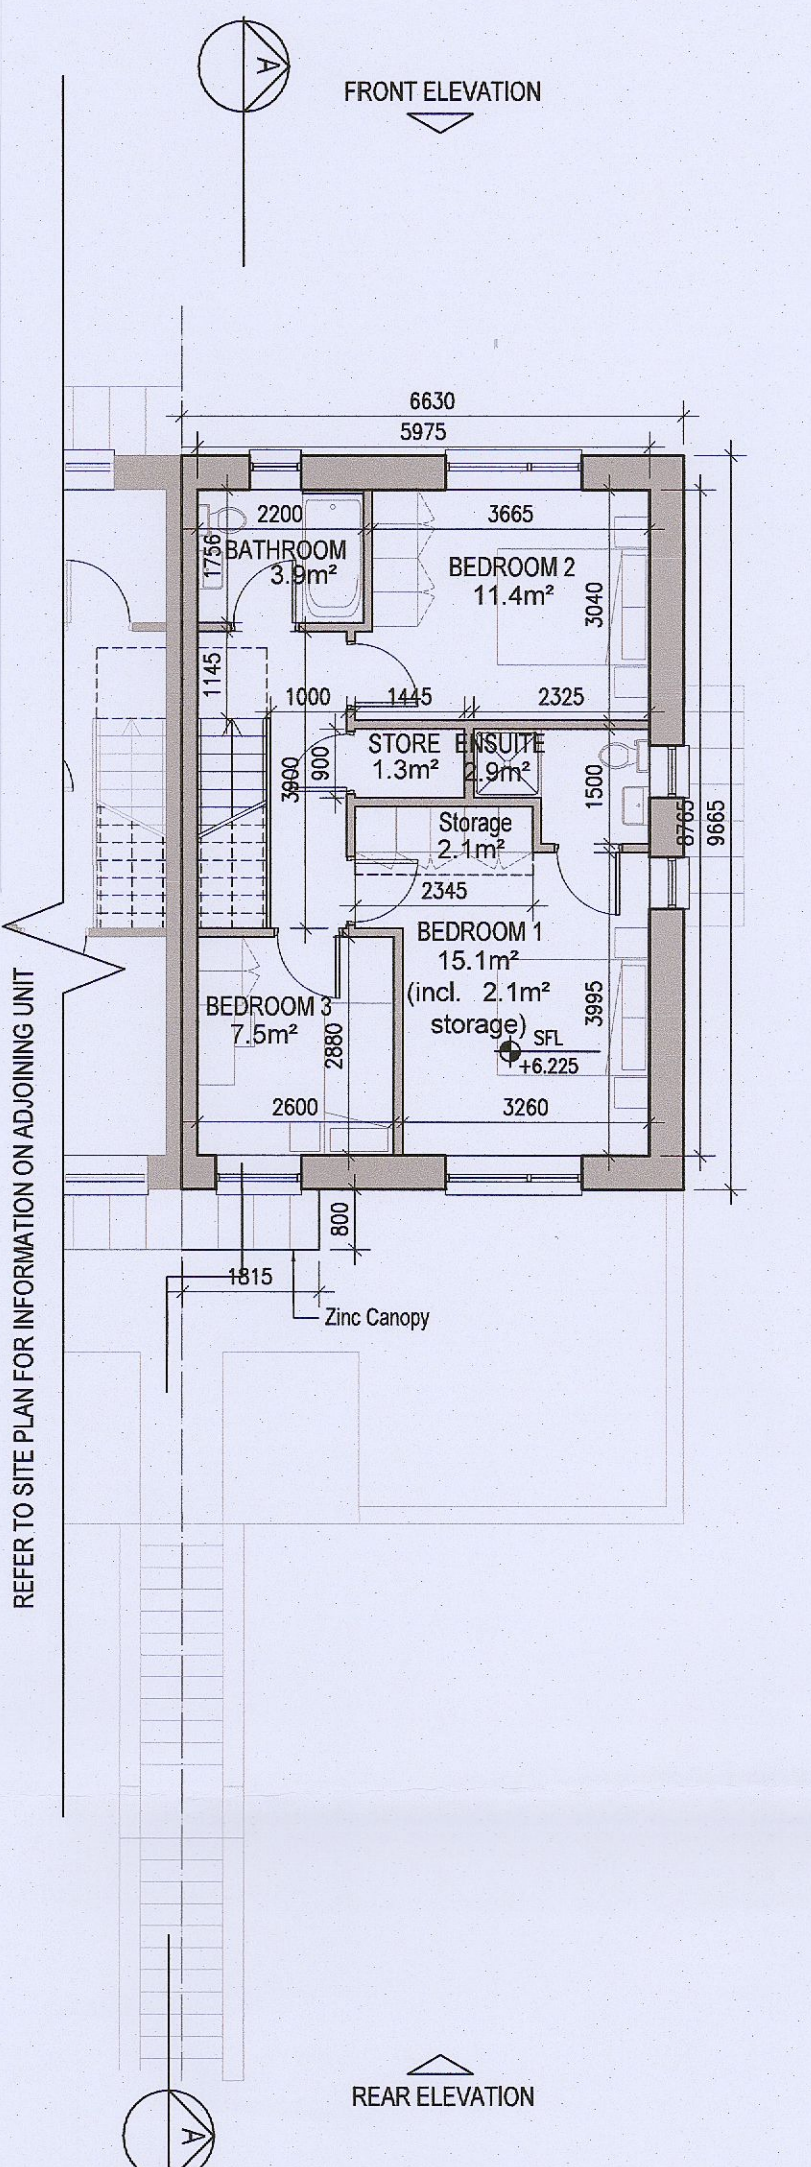 A
FRONT ELEVATION
6630
5975
2200
3665
1756
BATHROOM
3.9m²
BEDROOM 2
11.4m²
3040
1145
1000
1445
2325
STORE
1.3m²
ENSUITE
2.9m²
3900
900
1500
8765
9665
Storage
2.1m²
2345
BEDROOM 1
15.1m²
(incl. 2.1m²
storage)
3995
SFL
+6.225
BEDROOM 3
7.5m²
2880
2600
3260
800
1815
Zinc Canopy
REFER TO SITE PLAN FOR INFORMATION ON ADJOINING UNIT
REAR ELEVATION
A